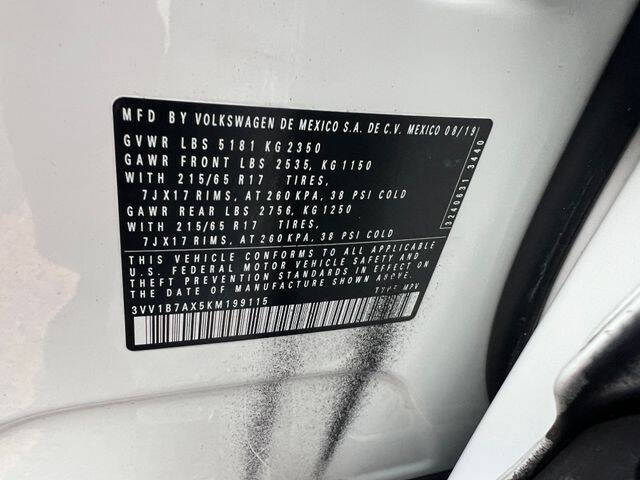 MFD BY VOLKSWAGEN DE MEXICO S.A. DE C.V. MEXICO 08/19
GVWR LBS 5181 KG 2350
GAWR FRONT LBS 2535, KG 1150
WITH 215/65 R17 TIRES,
7JX17 RIMS, AT 260 KPA, 38 PSI COLD
GAWR REAR LBS 2756, KG 1250
WITH 215/65 R17 TIRES,
7JX17 RIMS, AT 260 KPA, 38 PSI COLD
THIS VEHICLE CONFORMS TO ALL APPLICABLE
U.S. FEDERAL MOTOR VEHICLE SAFETY AND
THEFT PREVENTION STANDARDS IN EFFECT ON THE
DATE OF MANUFACTURE SHOWN ABOVE.
3VV1B7AX5KM199115 TYPE: MPV
3240631 3440